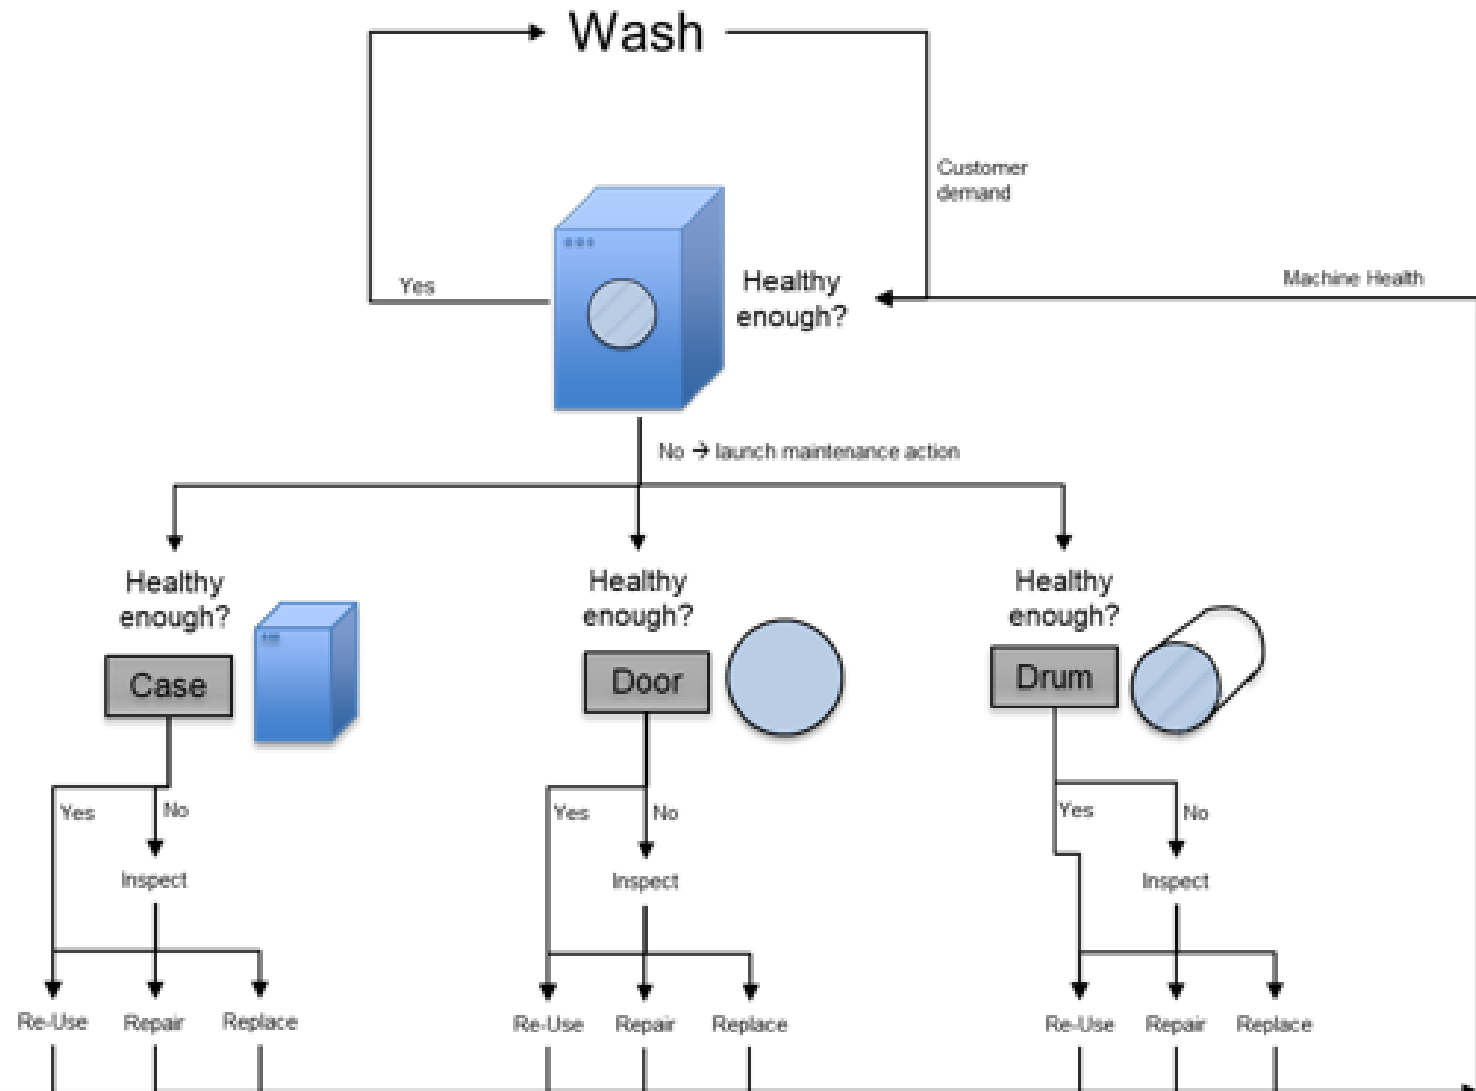 Wash
Customer
demand
Machine Health
Yes
Healthy
enough?
No → launch maintenance action
Healthy
enough?
Case
Healthy
enough?
Door
Healthy
enough?
Drum
Yes
No
Yes
No
Yes
No
Inspect
Inspect
Inspect
Re-Use
Repair
Replace
Re-Use
Repair
Replace
Re-Use
Repair
Replace